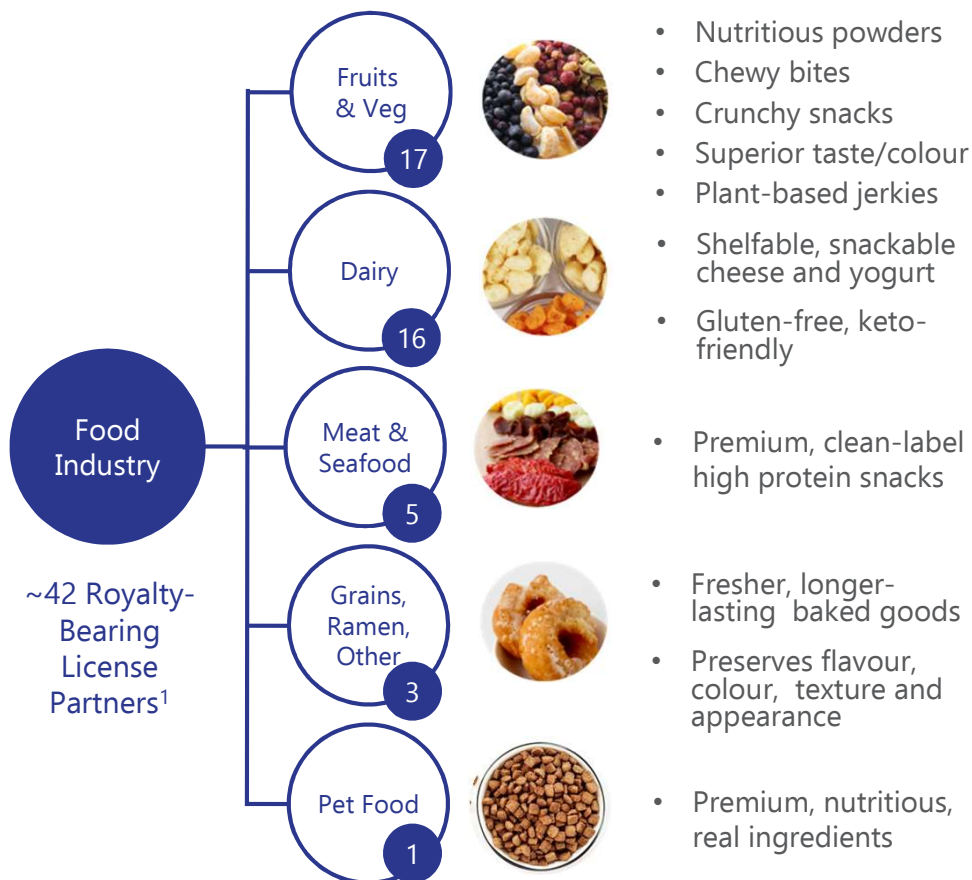 Food
Industry
~42 Royalty-
Bearing
License
Partners1
Fruits
& Veg
17
• Nutritious powders
• Chewy bites
• Crunchy snacks
• Superior taste/colour
• Plant-based jerkies
Dairy
16
• Shelfable, snackable
cheese and yogurt
• Gluten-free, keto-
friendly
Meat &
Seafood
5
• Premium, clean-label
high protein snacks
Grains,
Ramen,
Other
3
• Fresher, longer-
lasting baked goods
• Preserves flavour,
colour, texture and
appearance
Pet Food
1
• Premium, nutritious,
real ingredients